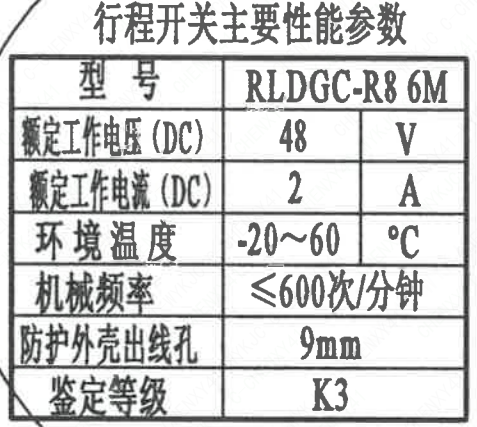 行程开关主要性能参数
型 号 RLDGC-R8 6M
额定工作电压(DC) 48 V
额定工作电流(DC) 2 A
环境温度 -20～60 °C
机械频率 ≤600次/分钟
防护外壳出线孔 9mm
鉴定等级 K3